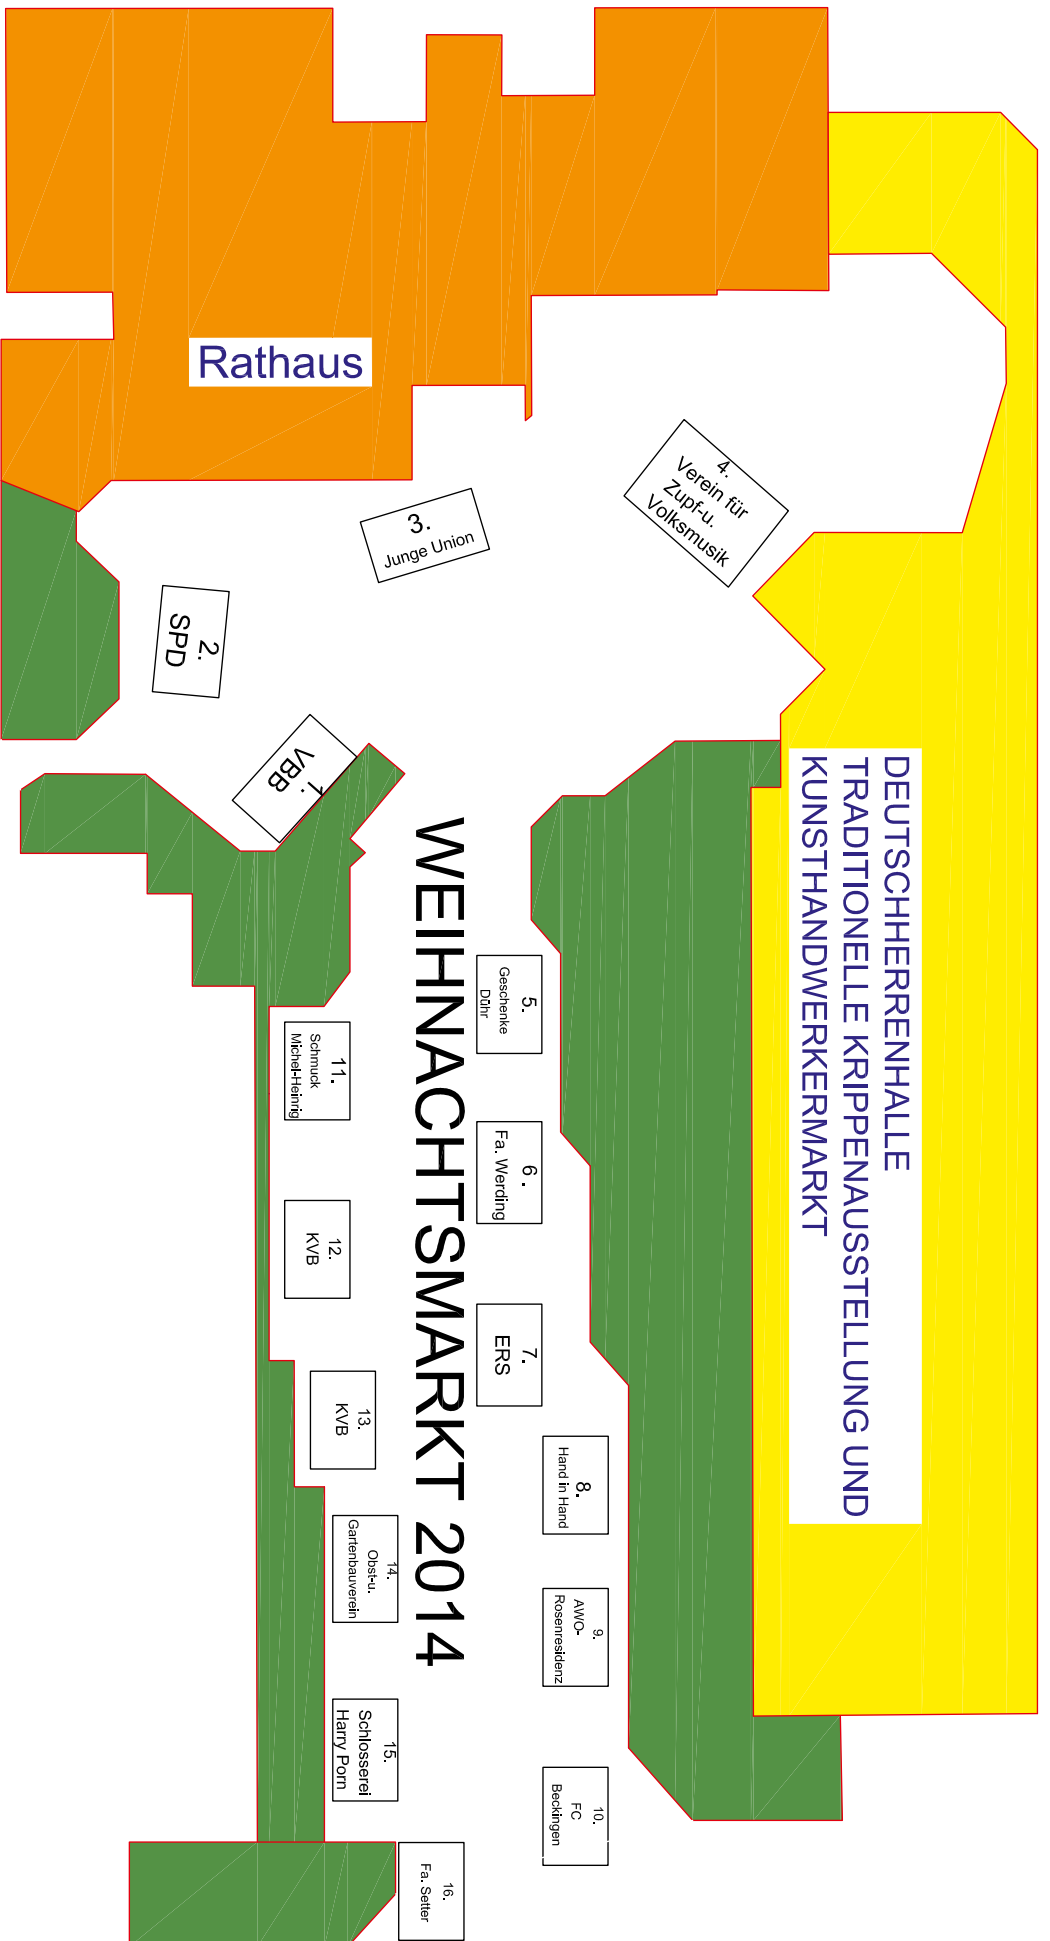 Rathaus
1.
VBB
2.
SPD
3.
Junge Union
4.
Verein für
Zupf-u.
Volksmusik
DEUTSCHHERRENHALLE
TRADITIONELLE KRIPPENAUSSTELLUNG UND
KUNSTHANDWERKERMARKT
WEIHNACHTSMARKT 2014
5.
Geschenke
Dühr
6.
Fa. Werding
7.
ERS
8.
Hand in Hand
9.
AWO-
Rosenresidenz
10.
FC
Beckingen
11.
Schmuck
Michel-Heinrig
12.
KVB
13.
KVB
14.
Obst-u.
Gartenbauverein
15.
Schlosserei
Harry Porn
16.
Fa. Setter